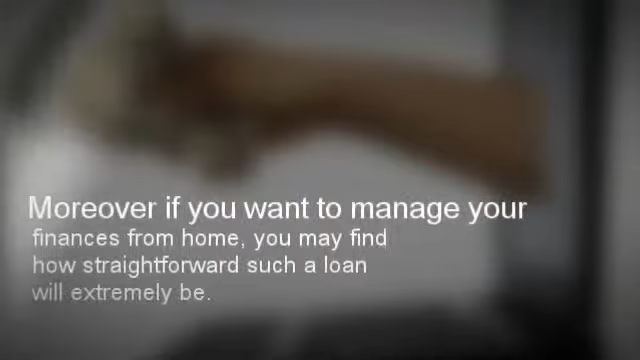 Moreover if you want to manage your
finances from home, you may find
how straightforward such a loan
will extremely be.